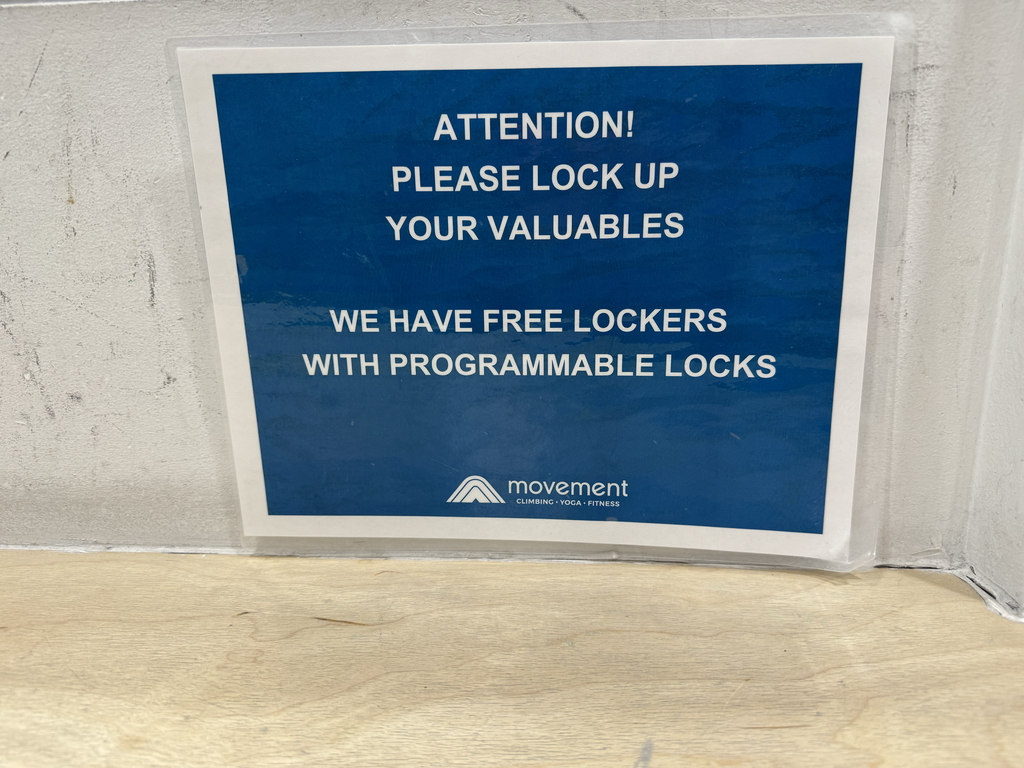 ATTENTION!
PLEASE LOCK UP
YOUR VALUABLES
WE HAVE FREE LOCKERS
WITH PROGRAMMABLE LOCKS
movement
CLIMBING • YOGA • FITNESS